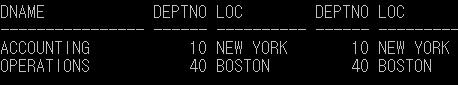 DNAME            DEPTNO LOC          DEPTNO LOC
---------------- ------ ---------- ------ ----------
ACCOUNTING           10 NEW YORK         10 NEW YORK
OPERATIONS           40 BOSTON           40 BOSTON